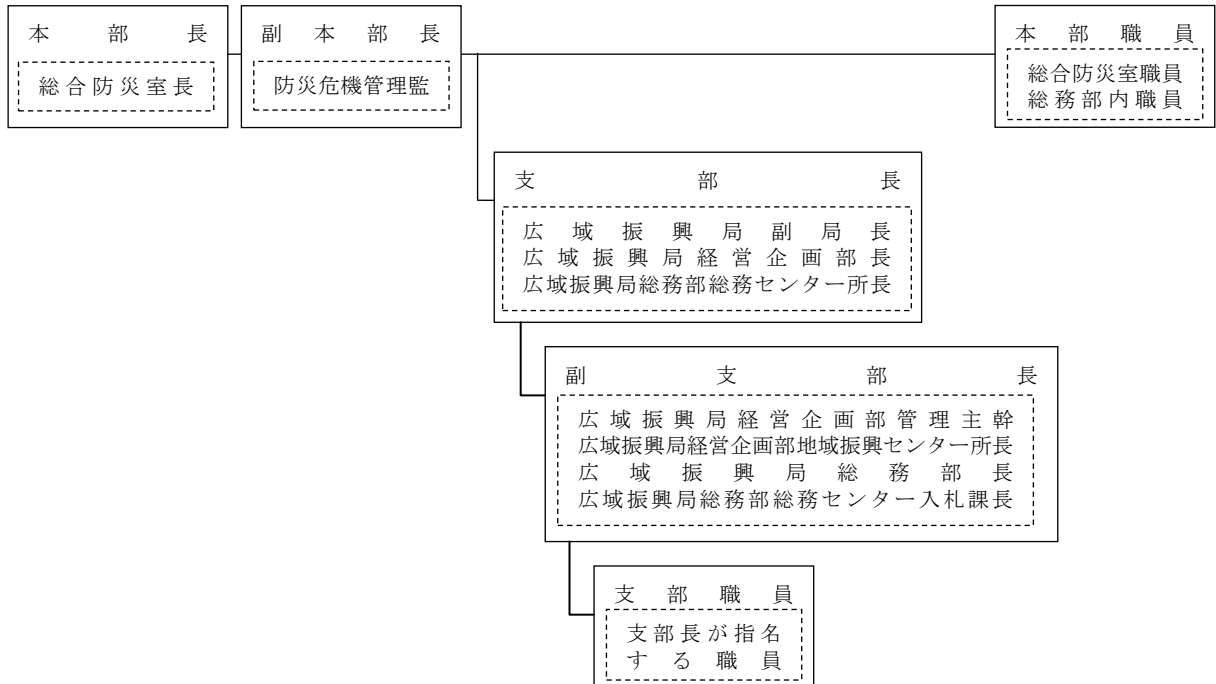 本部長
総合防災室長
副本部長
防災危機管理監
本部職員
総合防災室職員
総務部内職員
支部長
広域振興局副局長
広域振興局経営企画部長
広域振興局総務部総務センター所長
副支部長
広域振興局経営企画部管理主幹
広域振興局経営企画部地域振興センター所長
広域振興局総務部長
広域振興局総務部総務センター入札課長
支部職員
支部長が指名
する職員